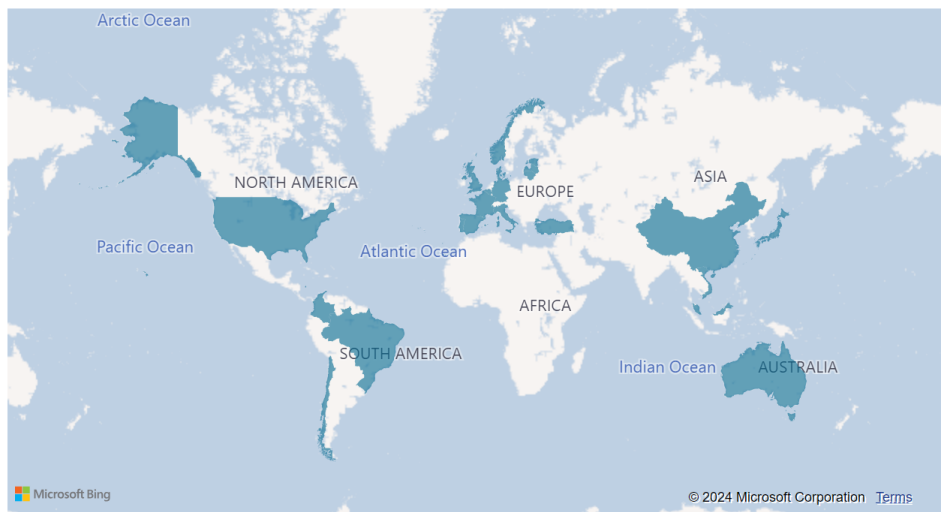 Arctic Ocean
NORTH AMERICA
ASIA
EUROPE
Pacific Ocean
Atlantic Ocean
AFRICA
SOUTH AMERICA
Indian Ocean
AUSTRALIA
Microsoft Bing
© 2024 Microsoft Corporation Terms